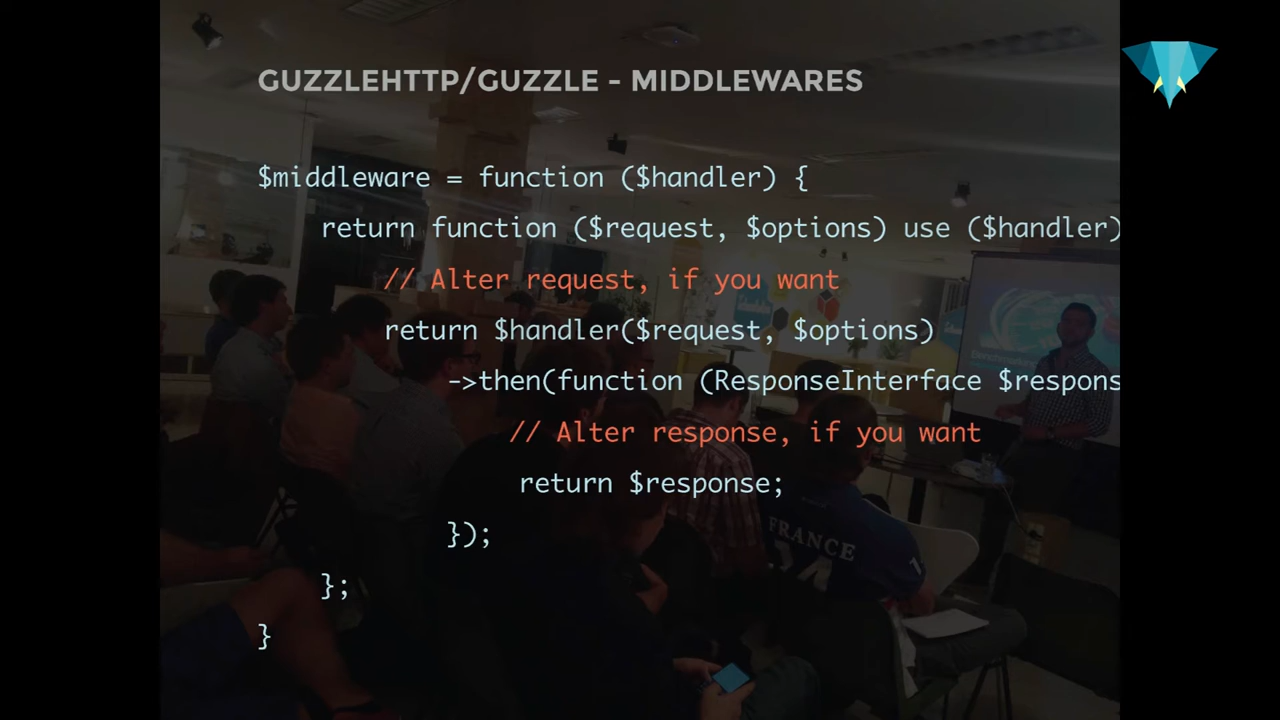 GUZZLEHTTP/GUZZLE - MIDDLEWARES
$middleware = function ($handler) {
return function ($request, $options) use ($handler)
// Alter request, if you want
return $handler($request, $options)
->then(function (ResponseInterface $respons
// Alter response, if you want
return $response;
});
};
}
FRANCE